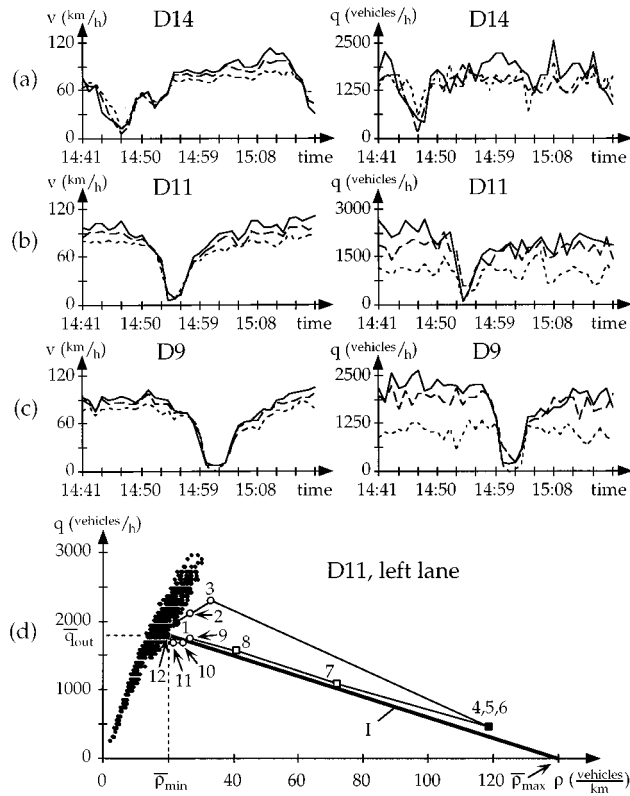 v (km/h) D14 q (vehicles/h) D14
(a)
120
60
0
14:41 14:50 14:59 15:08 time
2500
1250
0
14:41 14:50 14:59 15:08 time
v (km/h) D11 q (vehicles/h) D11
(b)
120
60
0
14:41 14:50 14:59 15:08 time
3000
1500
0
14:41 14:50 14:59 15:08 time
v (km/h) D9 q (vehicles/h) D9
(c)
120
60
0
14:41 14:50 14:59 15:08 time
2500
1250
0
14:41 14:50 14:59 15:08 time
q (vehicles/h)
D11, left lane
(d)
3000
2000
q̅out
1000
0
3
2
1
9
8
12
11
10
7
4,5,6
I
0 ρ̅min 40 60 80 100 120 ρ̅max ρ (vehicles/km)